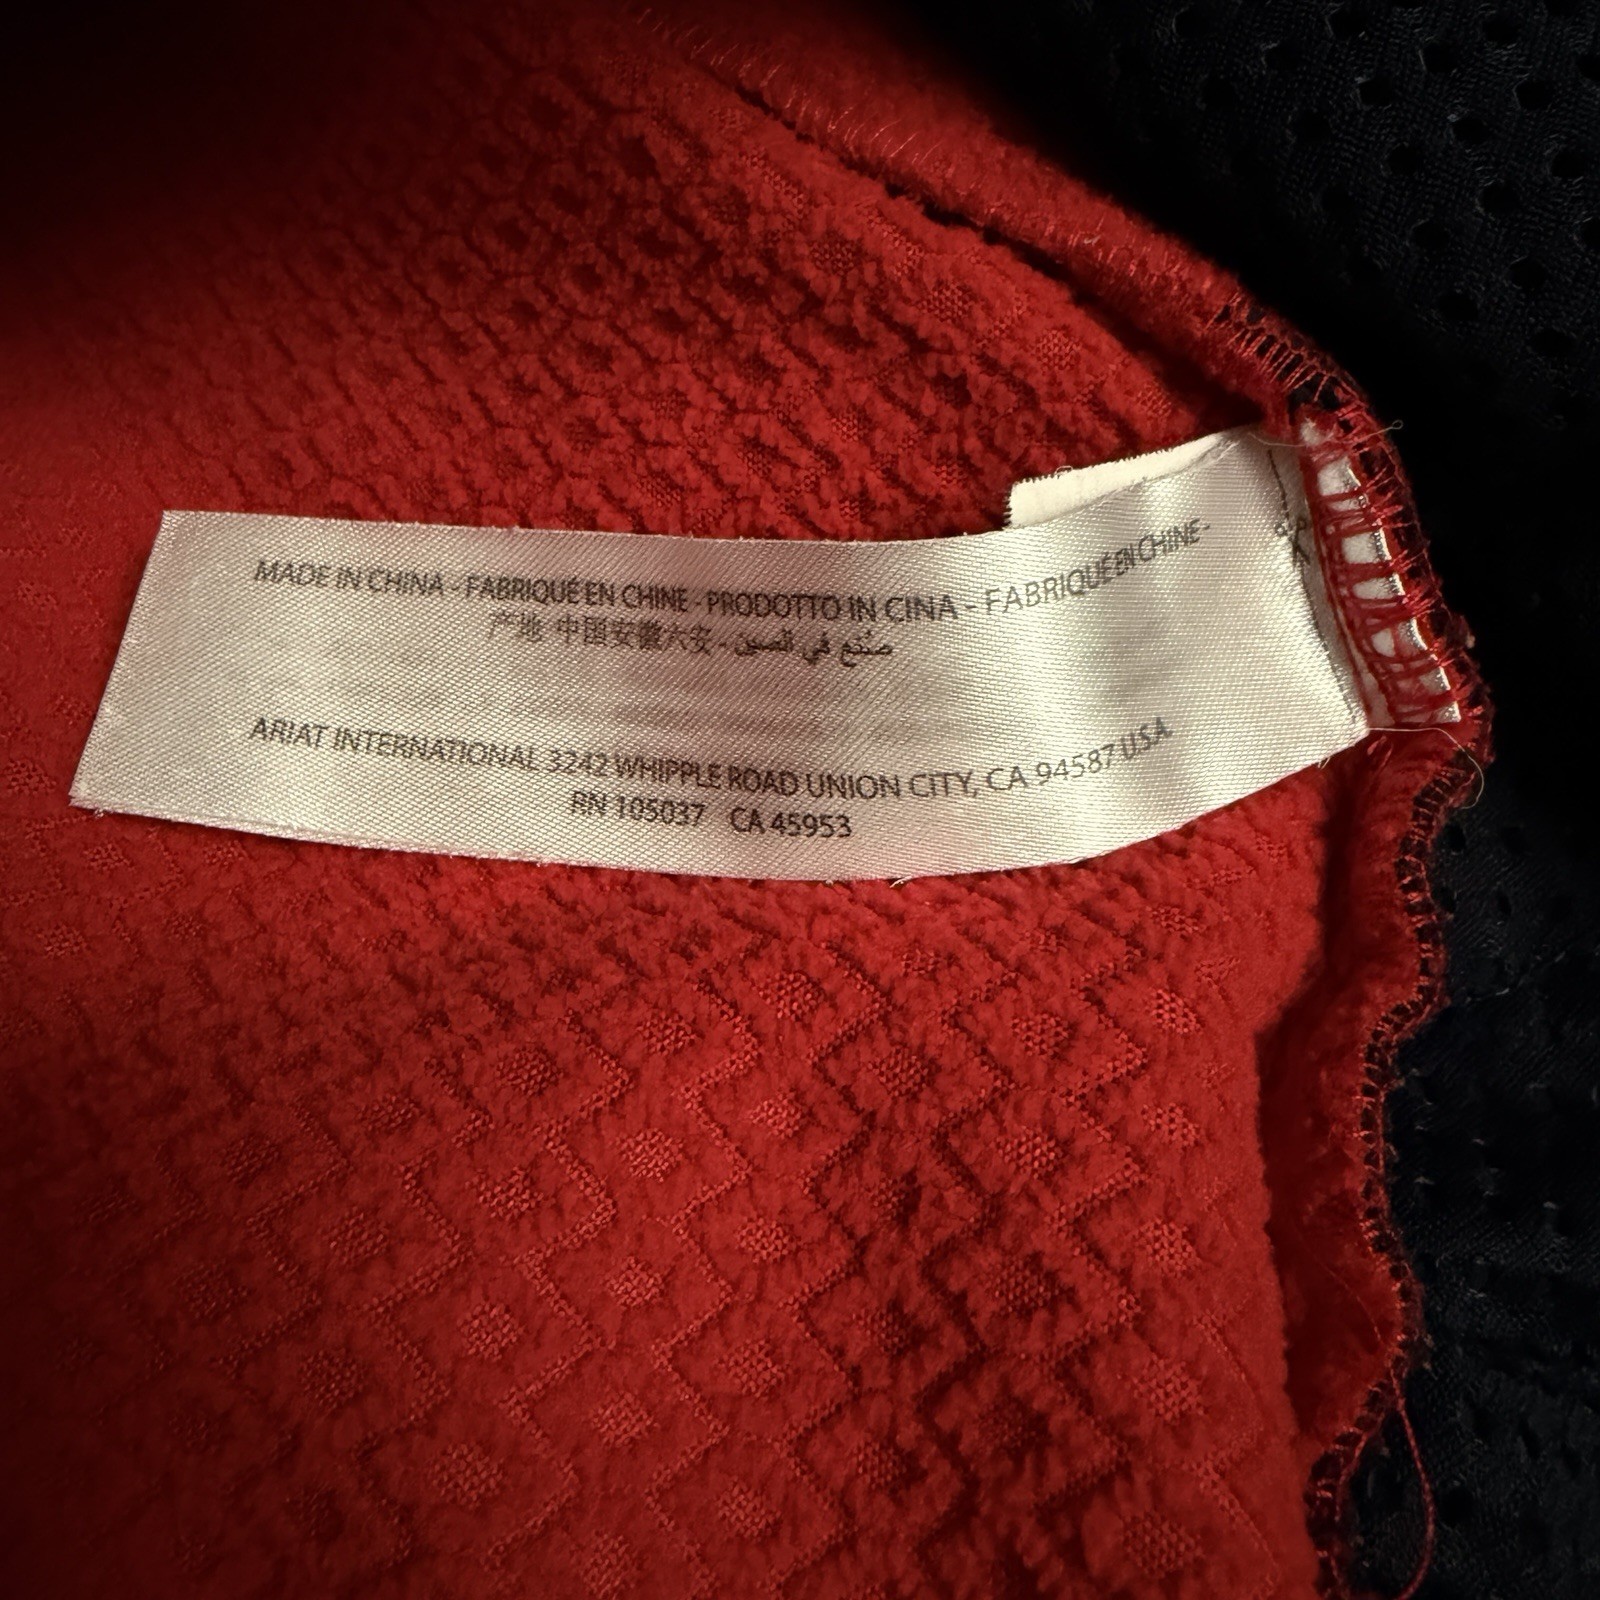 MADE IN CHINA - FABRIQUÉ EN CHINE - PRODOTTO IN CINA - FABRIQUÉ EN CHINE -
产地 中国安徽六安 - صنع في الصين
ARIAT INTERNATIONAL 3242 WHIPPLE ROAD UNION CITY, CA 94587 U.S.A.
RN 105037 CA 45953